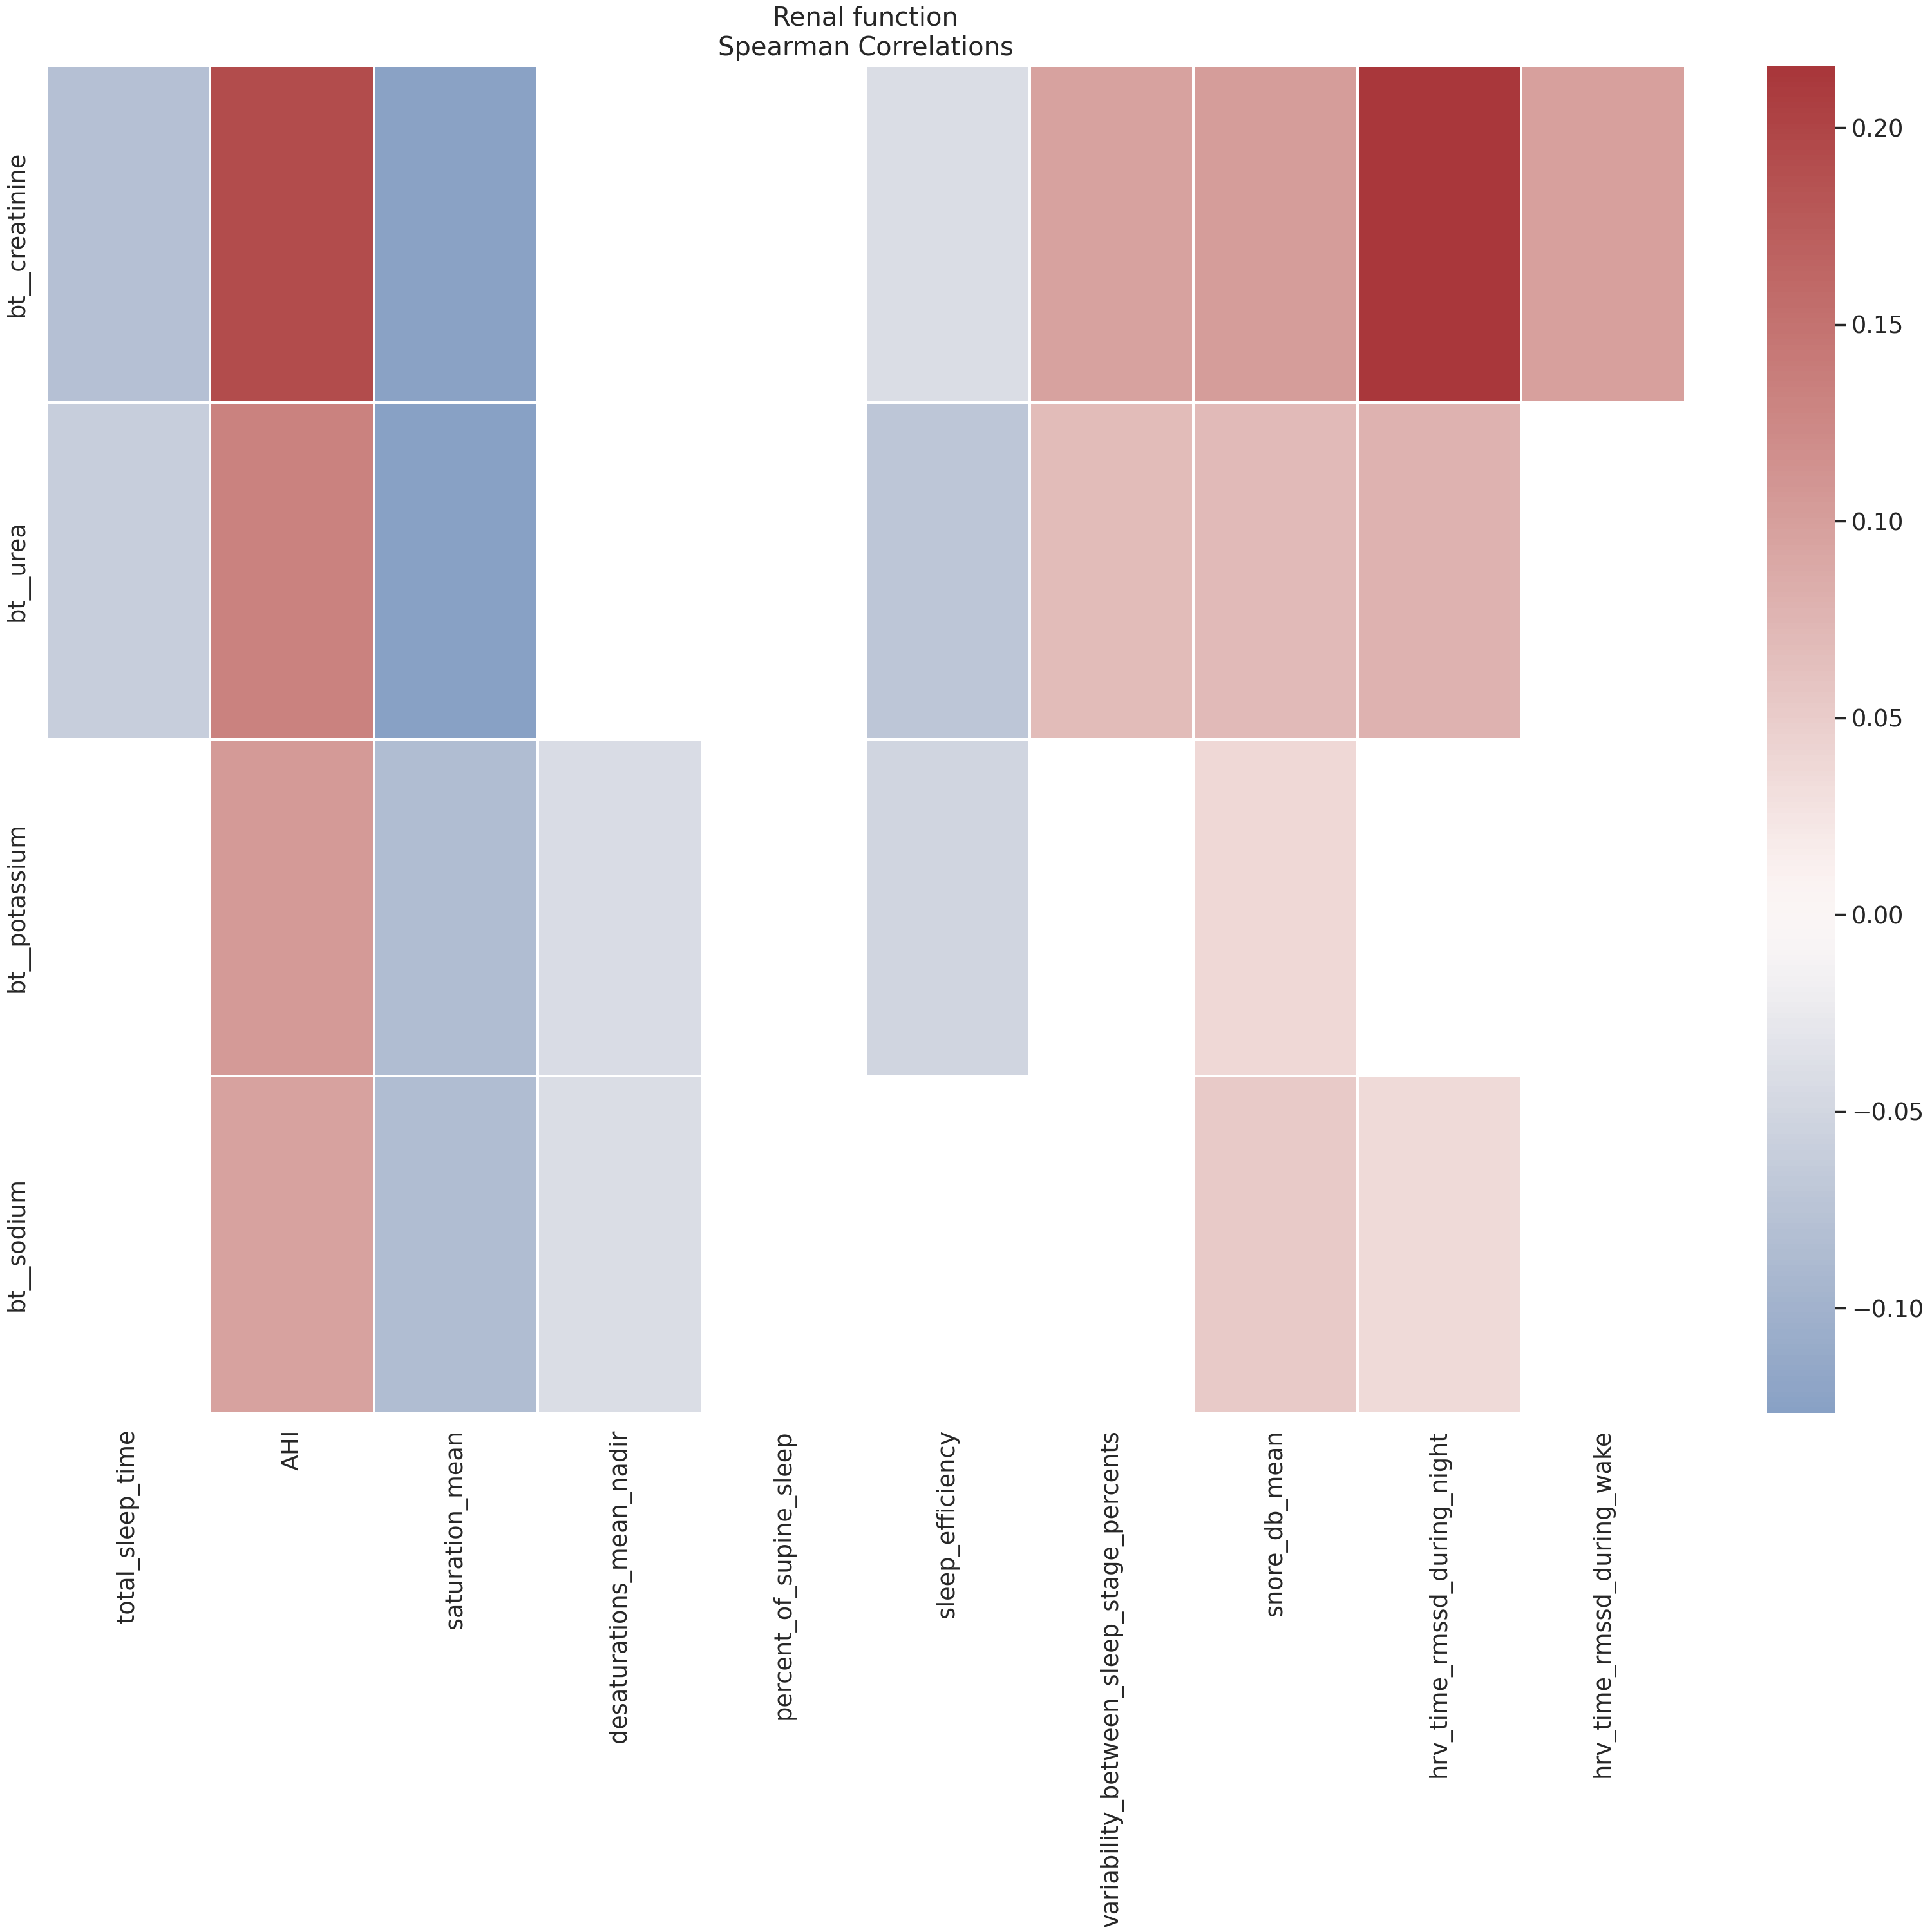 Renal function
Spearman Correlations
bt__creatinine
bt__urea
bt__potassium
bt__sodium
total_sleep_time
AHI
saturation_mean
desaturations_mean_nadir
percent_of_supine_sleep
sleep_efficiency
variability_between_sleep_stage_percents
snore_db_mean
hrv_time_rmssd_during_night
hrv_time_rmssd_during_wake
0.20
0.15
0.10
0.05
0.00
−0.05
−0.10